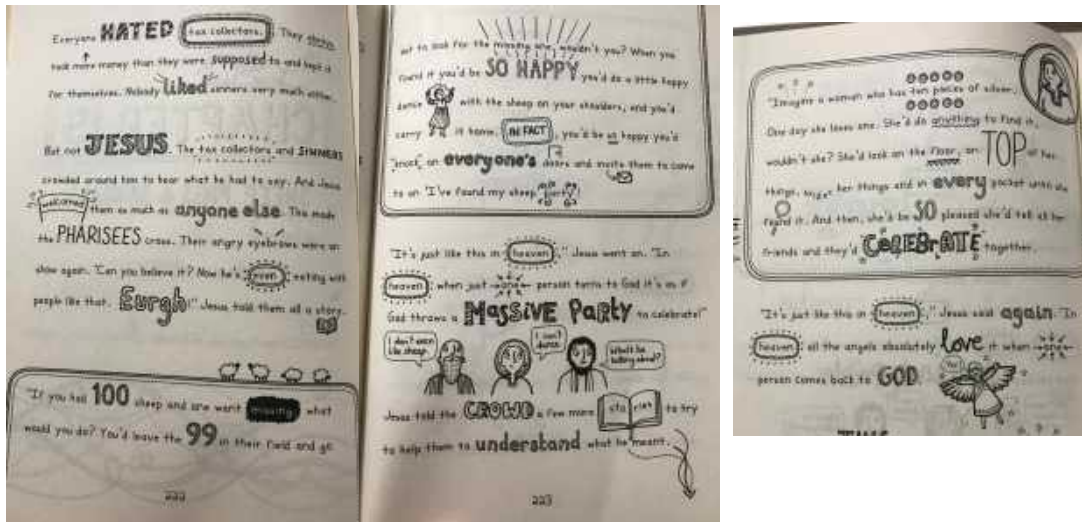 Everyone HATED tax collectors. They always
took more money than they were supposed to and kept it
for themselves. Nobody liked sinners very much either.
But not JESUS. The tax collectors and SINNERS
crowded around him to hear what he had to say. And Jesus
welcomed them as much as anyone else. This made
the PHARISEES cross. Their angry eyebrows were on
show again. "Can you believe it? Now he's even eating with
people like that. Eurgh!" Jesus told them all a story.
"If you had 100 sheep and one went missing what
would you do? You'd leave the 99 in their field and go
222
out to look for the missing one, wouldn't you? When you
found it you'd be SO HAPPY you'd do a little happy
dance with the sheep on your shoulders, and you'd
carry it home. IN FACT, you'd be so happy you'd
knock on everyone's doors and invite them to come
to an 'I've found my sheep party'.
"It's just like this in heaven," Jesus went on. "In
heaven when just one person turns to God it's as if
God throws a MASSIVE PARTY to celebrate!"
I don't even like sheep.
I can't dance.
What's he talking about?
Jesus told the CROWD a few more stories to try
to help them to understand what he meant.
223
"Imagine a woman who has ten pieces of silver.
One day she loses one. She'd do anything to find it,
wouldn't she? She'd look on the floor, on TOP of her
things, under her things and in every pocket until she
found it. And then, she'd be SO pleased she'd tell all her
friends and they'd CELEBRATE together.
"It's just like this in heaven," Jesus said again. "In
heaven all the angels absolutely love it when one
person comes back to GOD.